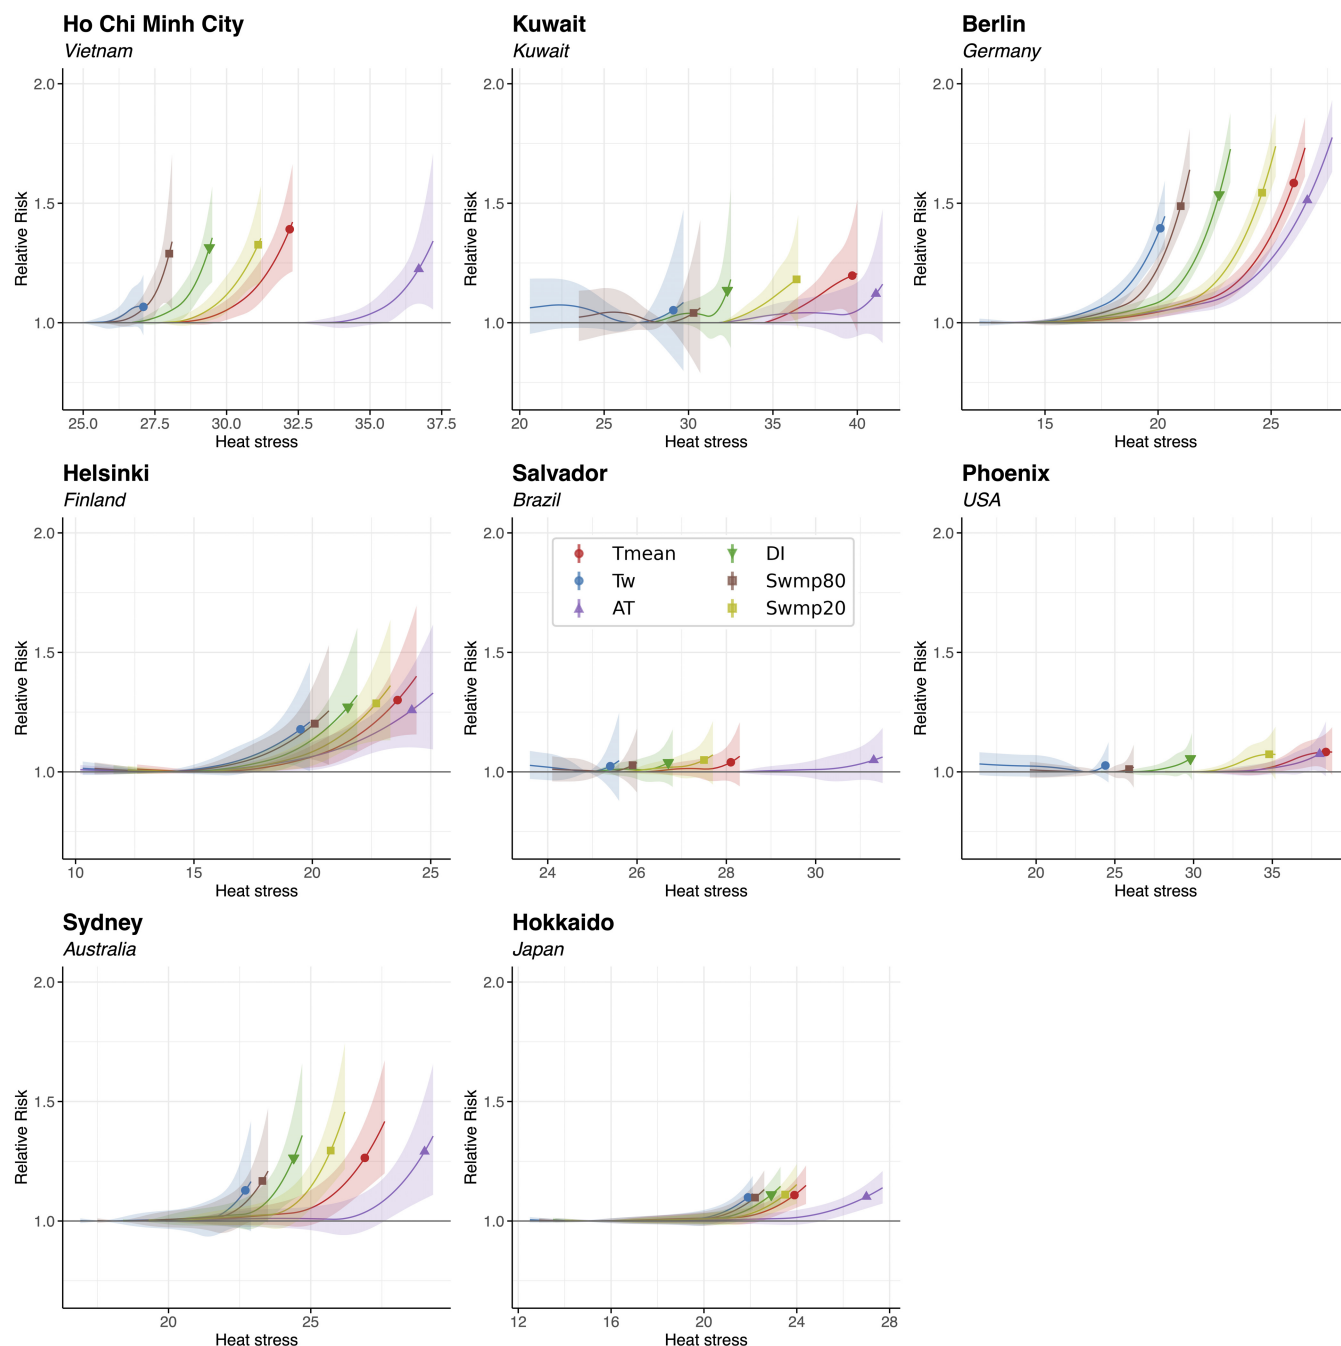 Ho Chi Minh City
Vietnam
2.0
1.5
1.0
Relative Risk
25.0 27.5 30.0 32.5 35.0 37.5
Heat stress
Kuwait
Kuwait
2.0
1.5
1.0
Relative Risk
20 25 30 35 40
Heat stress
Berlin
Germany
2.0
1.5
1.0
Relative Risk
15 20 25
Heat stress
Helsinki
Finland
2.0
1.5
1.0
Relative Risk
10 15 20 25
Heat stress
Salvador
Brazil
2.0
1.5
1.0
Relative Risk
Tmean
Tw
AT
DI
Swmp80
Swmp20
24 26 28 30
Heat stress
Phoenix
USA
2.0
1.5
1.0
Relative Risk
20 25 30 35
Heat stress
Sydney
Australia
2.0
1.5
1.0
Relative Risk
20 25
Heat stress
Hokkaido
Japan
2.0
1.5
1.0
Relative Risk
12 16 20 24 28
Heat stress